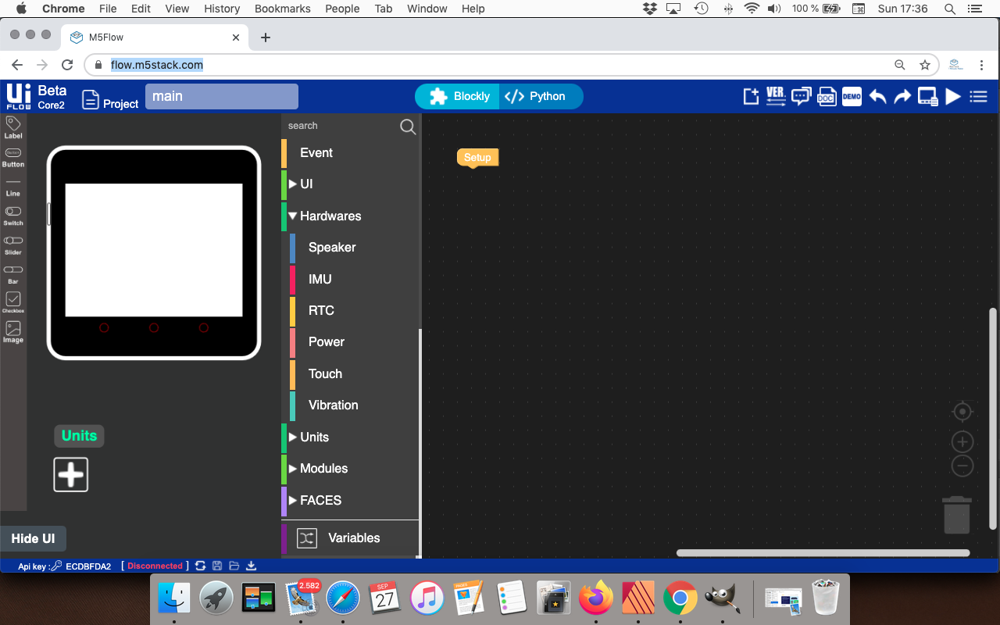 Chrome File Edit View History Bookmarks People Tab Window Help 100 % Sun 17:36
M5Flow
flow.m5stack.com
Ui FLOW Beta Core2 Project main Blockly Python VER. DOC DEMO
Label
Button
Line
Switch
Slider
Bar
Checkbox
Image
Units
Hide UI
search
Event
UI
Hardwares
Speaker
IMU
RTC
Power
Touch
Vibration
Units
Modules
FACES
Variables
Setup
Api key : ECDBFDA2 [ Disconnected ]
2.582
SEP
27
PAGES